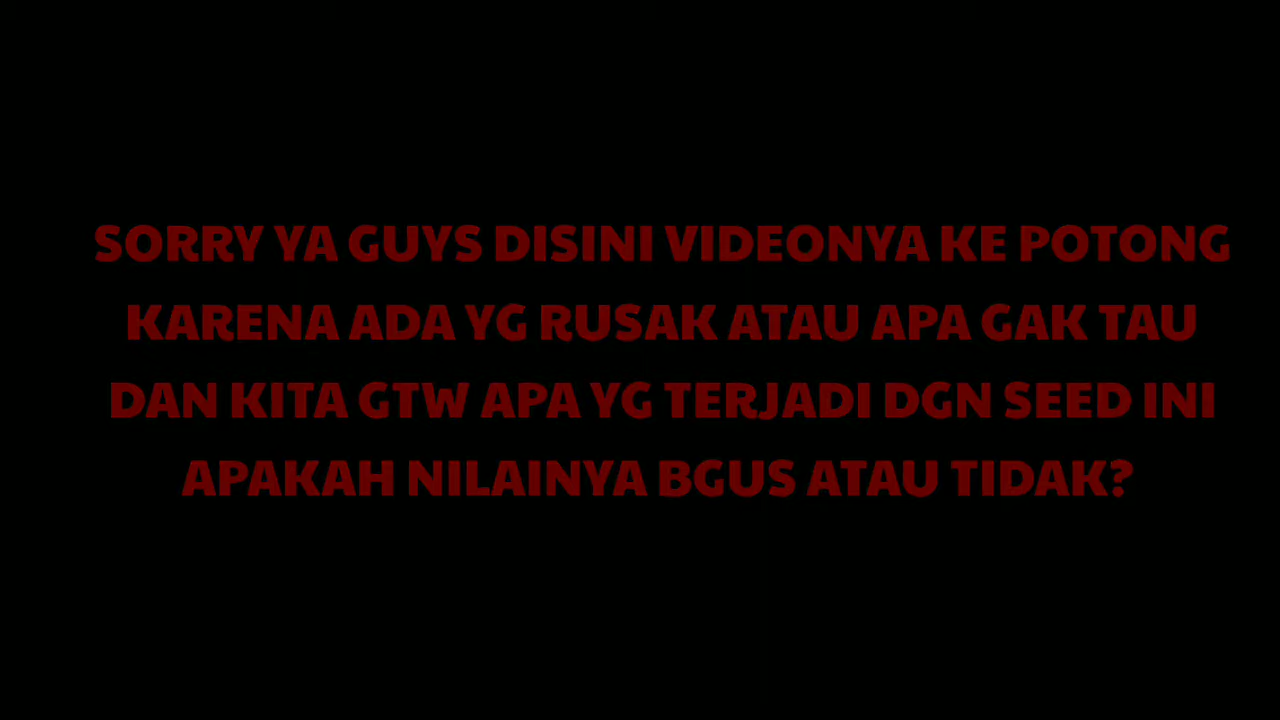 SORRY YA GUYS DISINI VIDEONYA KE POTONG
KARENA ADA YG RUSAK ATAU APA GAK TAU
DAN KITA GTW APA YG TERJADI DGN SEED INI
APAKAH NILAINYA BGUS ATAU TIDAK?